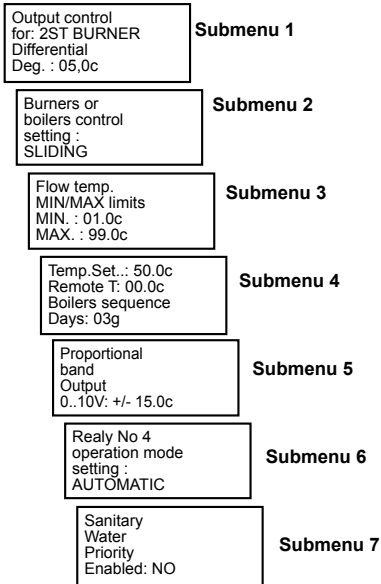 Output control
for: 2ST BURNER
Differential
Deg. : 05,0c
Submenu 1
Burners or
boilers control
setting :
SLIDING
Submenu 2
Flow temp.
MIN/MAX limits
MIN. : 01.0c
MAX. : 99.0c
Submenu 3
Temp.Set..: 50.0c
Remote T: 00.0c
Boilers sequence
Days: 03g
Submenu 4
Proportional
band
Output
0..10V: +/- 15.0c
Submenu 5
Realy No 4
operation mode
setting :
AUTOMATIC
Submenu 6
Sanitary
Water
Priority
Enabled: NO
Submenu 7